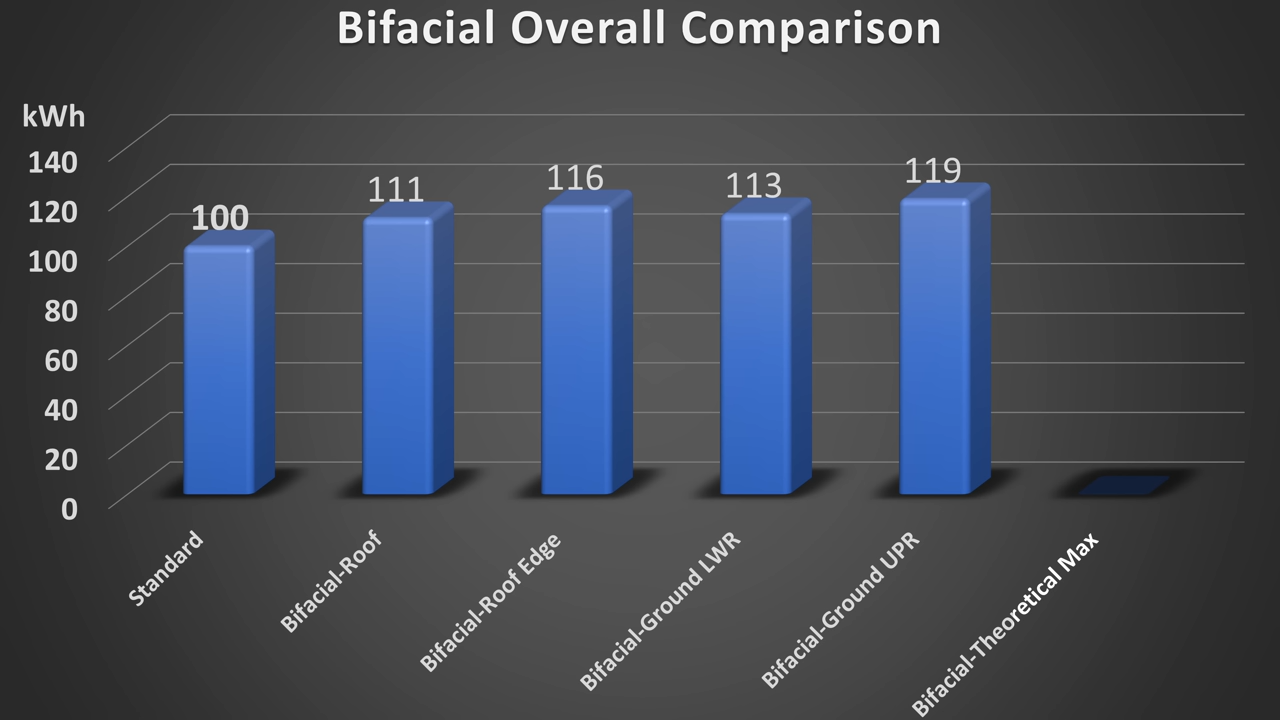 Bifacial Overall Comparison
kWh
140
120
100
80
60
40
20
0
100
111
116
113
119
Standard
Bifacial-Roof
Bifacial-Roof Edge
Bifacial-Ground LWR
Bifacial-Ground UPR
Bifacial-Theoretical Max